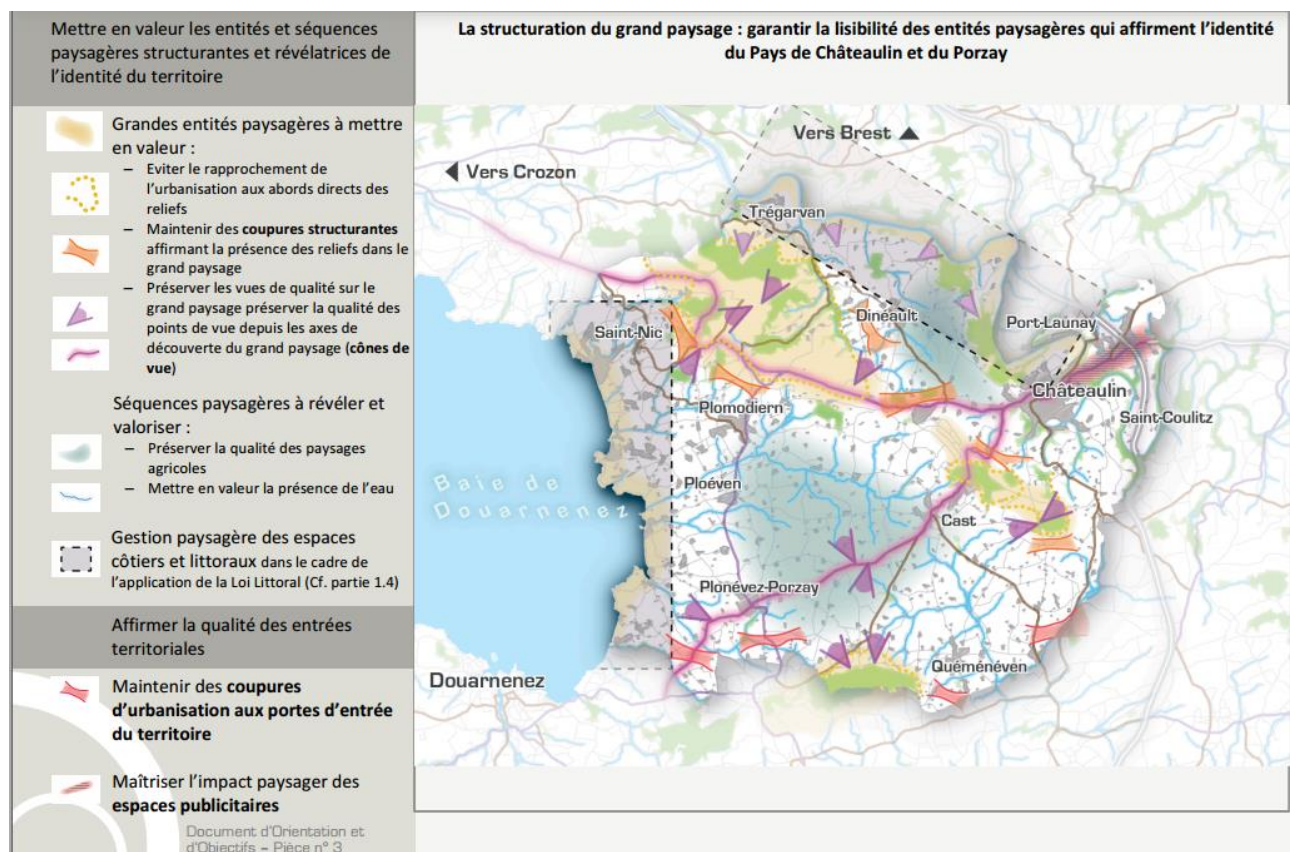 Mettre en valeur les entités et séquences
paysagères structurantes et révélatrices de
l’identité du territoire
La structuration du grand paysage : garantir la lisibilité des entités paysagères qui affirment l’identité
du Pays de Châteaulin et du Porzay
Grandes entités paysagères à mettre
en valeur :
– Eviter le rapprochement de
l’urbanisation aux abords directs des
reliefs
– Maintenir des coupures structurantes
affirmant la présence des reliefs dans le
grand paysage
– Préserver les vues de qualité sur le
grand paysage préserver la qualité des
points de vue depuis les axes de
découverte du grand paysage (cônes de
vue)
Séquences paysagères à révéler et
valoriser :
– Préserver la qualité des paysages
agricoles
– Mettre en valeur la présence de l’eau
Gestion paysagère des espaces
côtiers et littoraux dans le cadre de
l’application de la Loi Littoral (Cf. partie 1.4)
Affirmer la qualité des entrées
territoriales
Maintenir des coupures
d’urbanisation aux portes d’entrée
du territoire
Maîtriser l’impact paysager des
espaces publicitaires
Document d’Orientation et
d’Objectifs – Pièce n° 3
Vers Brest
Vers Crozon
Trégarvan
Dinéault
Port-Launay
Saint-Nic
Châteaulin
Plomodiern
Saint-Coulitz
Ploéven
Baie de
Douarnenez
Cast
Plonévez-Porzay
Quéménéven
Douarnenez